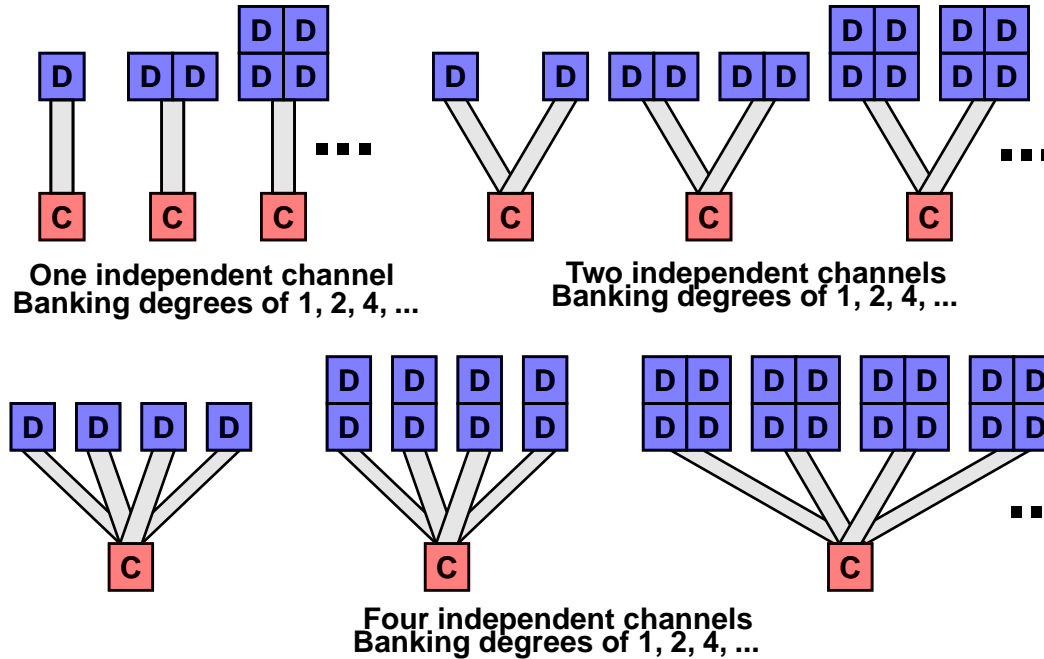 D D
D D D D D
C C C
One independent channel
Banking degrees of 1, 2, 4, ...
D D D D
D D D D D D D D D D
C C C
Two independent channels
Banking degrees of 1, 2, 4, ...
D D D D D D D D D D D D
D D D D D D D D D D D D D D D D
C C C
Four independent channels
Banking degrees of 1, 2, 4, ...